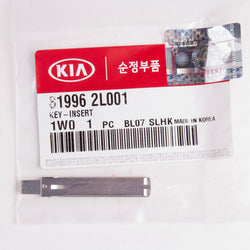 KIA 순정부품
81996 2L001
KEY-INSERT
1W0 1 PC BL07 SLHK MADE IN KOREA